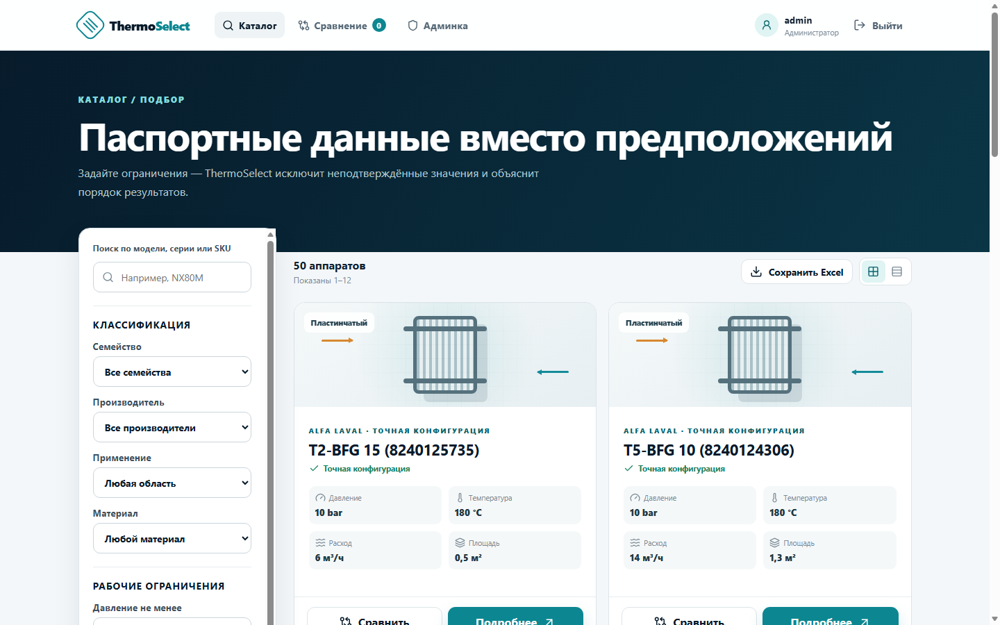 ThermoSelect
Каталог
Сравнение 0
Админка
admin
Администратор
Выйти
КАТАЛОГ / ПОДБОР
Паспортные данные вместо предположений
Задайте ограничения — ThermoSelect исключит неподтверждённые значения и объяснит
порядок результатов.
Поиск по модели, серии или SKU
Например, NX80M
КЛАССИФИКАЦИЯ
Семейство
Все семейства
Производитель
Все производители
Применение
Любая область
Материал
Любой материал
РАБОЧИЕ ОГРАНИЧЕНИЯ
Давление не менее
50 аппаратов
Показаны 1–12
Сохранить Excel
Пластинчатый
ALFA LAVAL · ТОЧНАЯ КОНФИГУРАЦИЯ
T2-BFG 15 (8240125735)
Точная конфигурация
Давление
10 bar
Температура
180 °C
Расход
6 м³/ч
Площадь
0,5 м²
Сравнить
Подробнее
Пластинчатый
ALFA LAVAL · ТОЧНАЯ КОНФИГУРАЦИЯ
T5-BFG 10 (8240124306)
Точная конфигурация
Давление
10 bar
Температура
180 °C
Расход
14 м³/ч
Площадь
1,3 м²
Сравнить
Подробнее